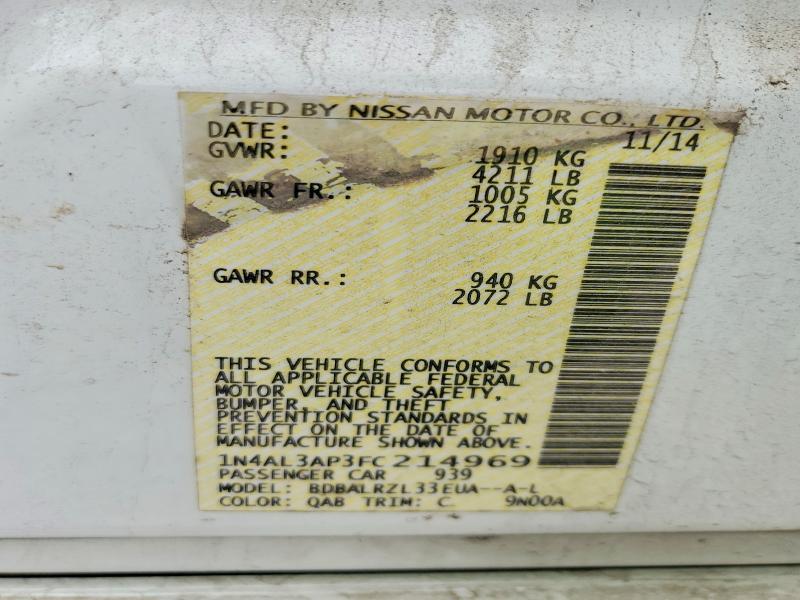 MFD BY NISSAN MOTOR CO., LTD.
DATE: 11/14
GVWR: 1910 KG
4211 LB
GAWR FR.: 1005 KG
2216 LB
GAWR RR.: 940 KG
2072 LB
THIS VEHICLE CONFORMS TO
ALL APPLICABLE FEDERAL
MOTOR VEHICLE SAFETY,
BUMPER, AND THEFT
PREVENTION STANDARDS IN
EFFECT ON THE DATE OF
MANUFACTURE SHOWN ABOVE.
1N4AL3AP3FC214969
PASSENGER CAR 939
MODEL: BDBALRZL33EUA--A-L
COLOR: QAB TRIM: C 9N00A